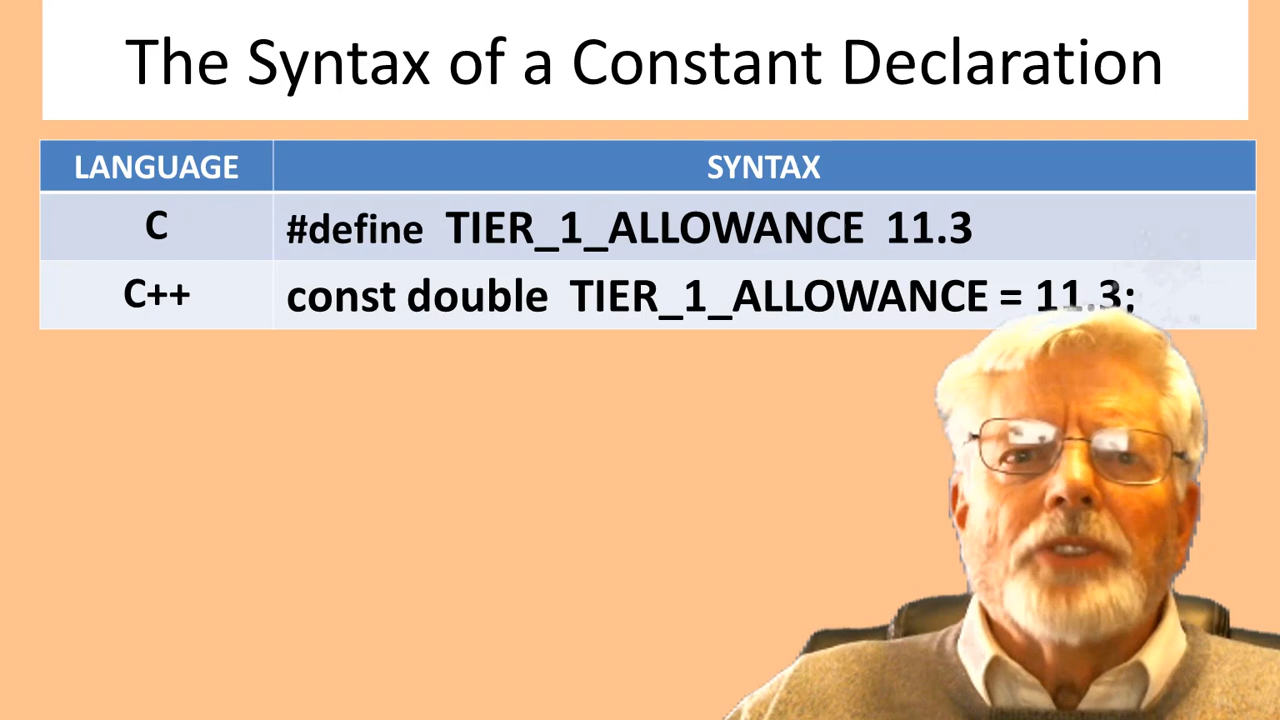 The Syntax of a Constant Declaration
LANGUAGE SYNTAX
C #define TIER_1_ALLOWANCE 11.3
C++ const double TIER_1_ALLOWANCE = 11.3;